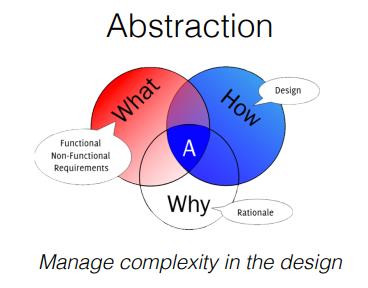 Abstraction
What
How
Design
Functional
Non-Functional
Requirements
A
Why
Rationale
Manage complexity in the design